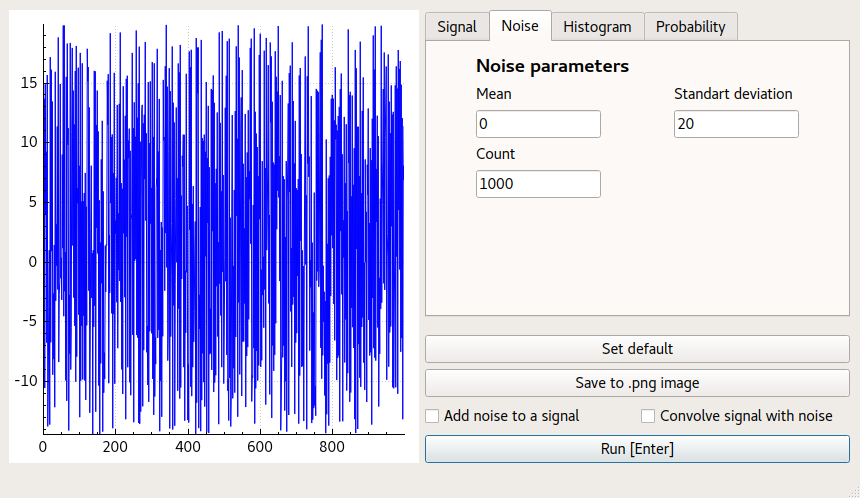 15
10
5
0
-5
-10
0
200
400
600
800
Signal
Noise
Histogram
Probability
Noise parameters
Mean
Standart deviation
0
20
Count
1000
Set default
Save to .png image
Add noise to a signal
Convolve signal with noise
Run [Enter]